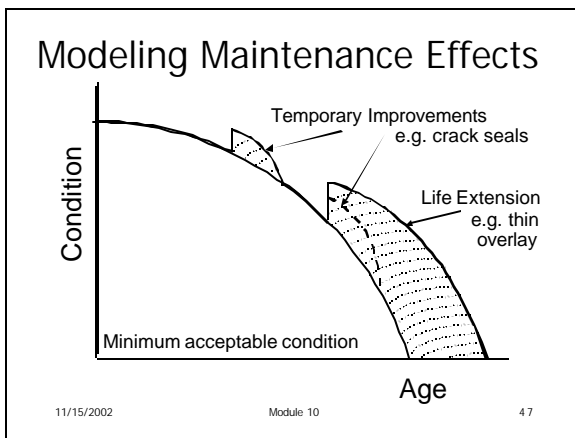 Modeling Maintenance Effects
Temporary Improvements
e.g. crack seals
Condition
Life Extension
e.g. thin
overlay
Minimum acceptable condition
Age
11/15/2002
Module 10
47